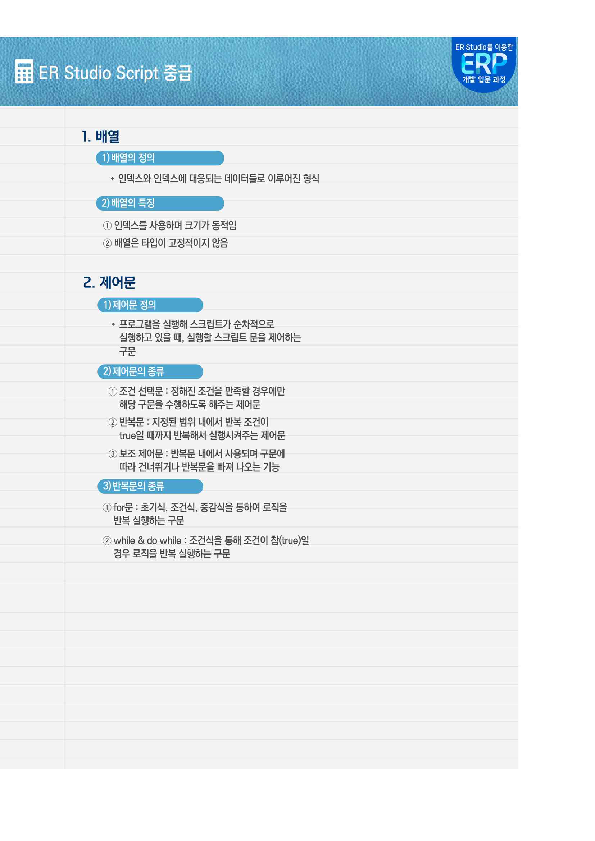 ER Studio를 이용한
ERP
개발 입문 과정
ER Studio Script 중급
1. 배열
1) 배열의 정의
• 인덱스와 인덱스에 대응되는 데이터들로 이루어진 형식
2) 배열의 특징
① 인덱스를 사용하며 크기가 동적임
② 배열은 타입이 고정적이지 않음
2. 제어문
1) 제어문 정의
• 프로그램을 실행해 스크립트가 순차적으로
실행하고 있을 때, 실행할 스크립트 문을 제어하는
구문
2) 제어문의 종류
① 조건 선택문 : 정해진 조건을 만족할 경우에만
해당 구문을 수행하도록 해주는 제어문
② 반복문 : 지정된 범위 내에서 반복 조건이
true일 때까지 반복해서 실행시켜주는 제어문
③ 보조 제어문 : 반복문 내에서 사용되며 구문에
따라 건너뛰거나 반복문을 빠져 나오는 기능
3) 반복문의 종류
① for문 : 초기식, 조건식, 증감식을 통하여 로직을
반복 실행하는 구문
② while & do while : 조건식을 통해 조건이 참(true)일
경우 로직을 반복 실행하는 구문